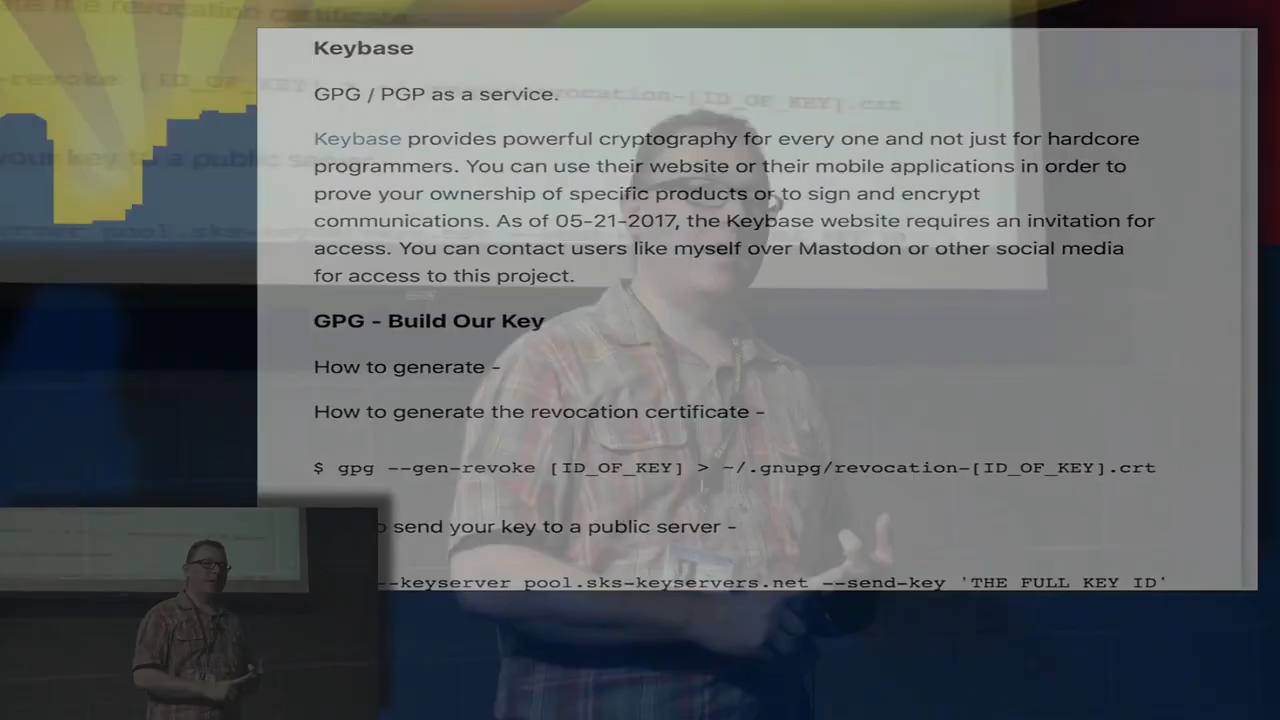 Keybase
GPG / PGP as a service.
Keybase provides powerful cryptography for every one and not just for hardcore
programmers. You can use their website or their mobile applications in order to
prove your ownership of specific products or to sign and encrypt
communications. As of 05-21-2017, the Keybase website requires an invitation for
access. You can contact users like myself over Mastodon or other social media
for access to this project.
GPG - Build Our Key
How to generate -
How to generate the revocation certificate -
$ gpg --gen-revoke [ID_OF_KEY] > ~/.gnupg/revocation-[ID_OF_KEY].crt
send your key to a public server -
--keyserver pool.sks-keyservers.net --send-key 'THE FULL KEY ID'